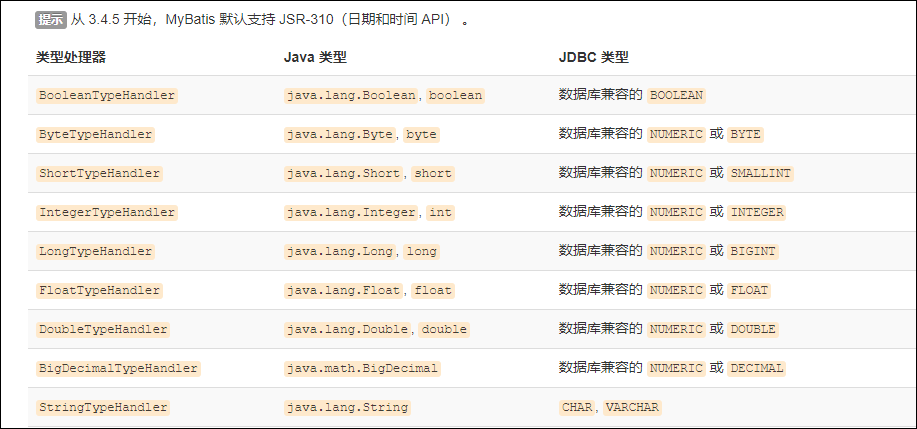 提示 从 3.4.5 开始，MyBatis 默认支持 JSR-310（日期和时间 API） 。
类型处理器 Java 类型 JDBC 类型
BooleanTypeHandler java.lang.Boolean, boolean 数据库兼容的 BOOLEAN
ByteTypeHandler java.lang.Byte, byte 数据库兼容的 NUMERIC 或 BYTE
ShortTypeHandler java.lang.Short, short 数据库兼容的 NUMERIC 或 SMALLINT
IntegerTypeHandler java.lang.Integer, int 数据库兼容的 NUMERIC 或 INTEGER
LongTypeHandler java.lang.Long, long 数据库兼容的 NUMERIC 或 BIGINT
FloatTypeHandler java.lang.Float, float 数据库兼容的 NUMERIC 或 FLOAT
DoubleTypeHandler java.lang.Double, double 数据库兼容的 NUMERIC 或 DOUBLE
BigDecimalTypeHandler java.math.BigDecimal 数据库兼容的 NUMERIC 或 DECIMAL
StringTypeHandler java.lang.String CHAR, VARCHAR